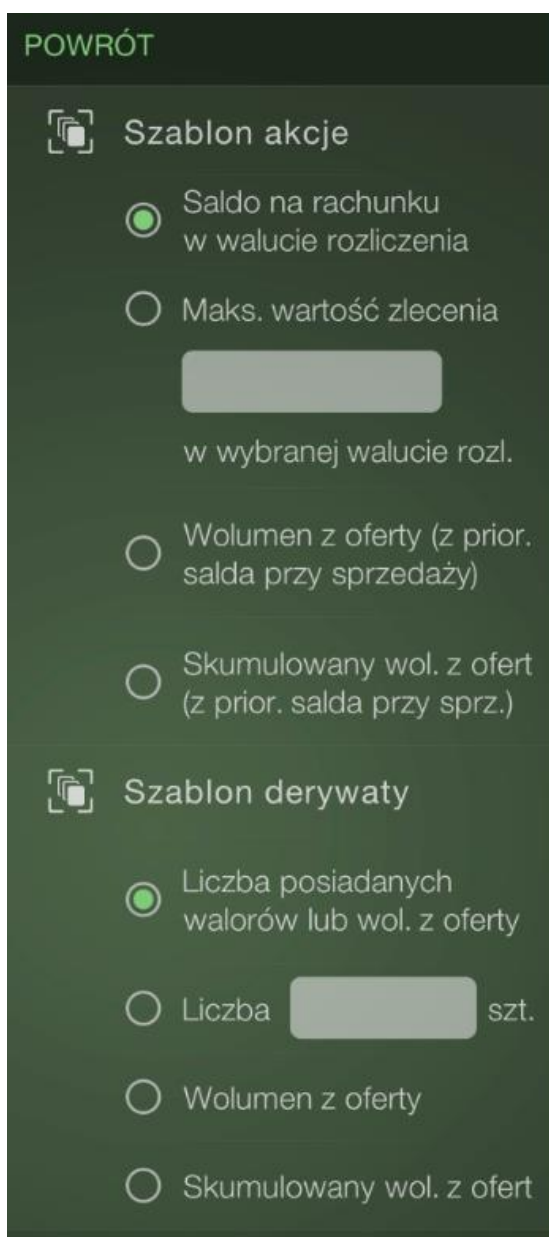 POWRÓT
Szablon akcje
Saldo na rachunku
w walucie rozliczenia
Maks. wartość zlecenia
w wybranej walucie rozl.
Wolumen z oferty (z prior.
salda przy sprzedaży)
Skumulowany wol. z ofert
(z prior. salda przy sprz.)
Szablon derywaty
Liczba posiadanych
walorów lub wol. z oferty
Liczba szt.
Wolumen z oferty
Skumulowany wol. z ofert